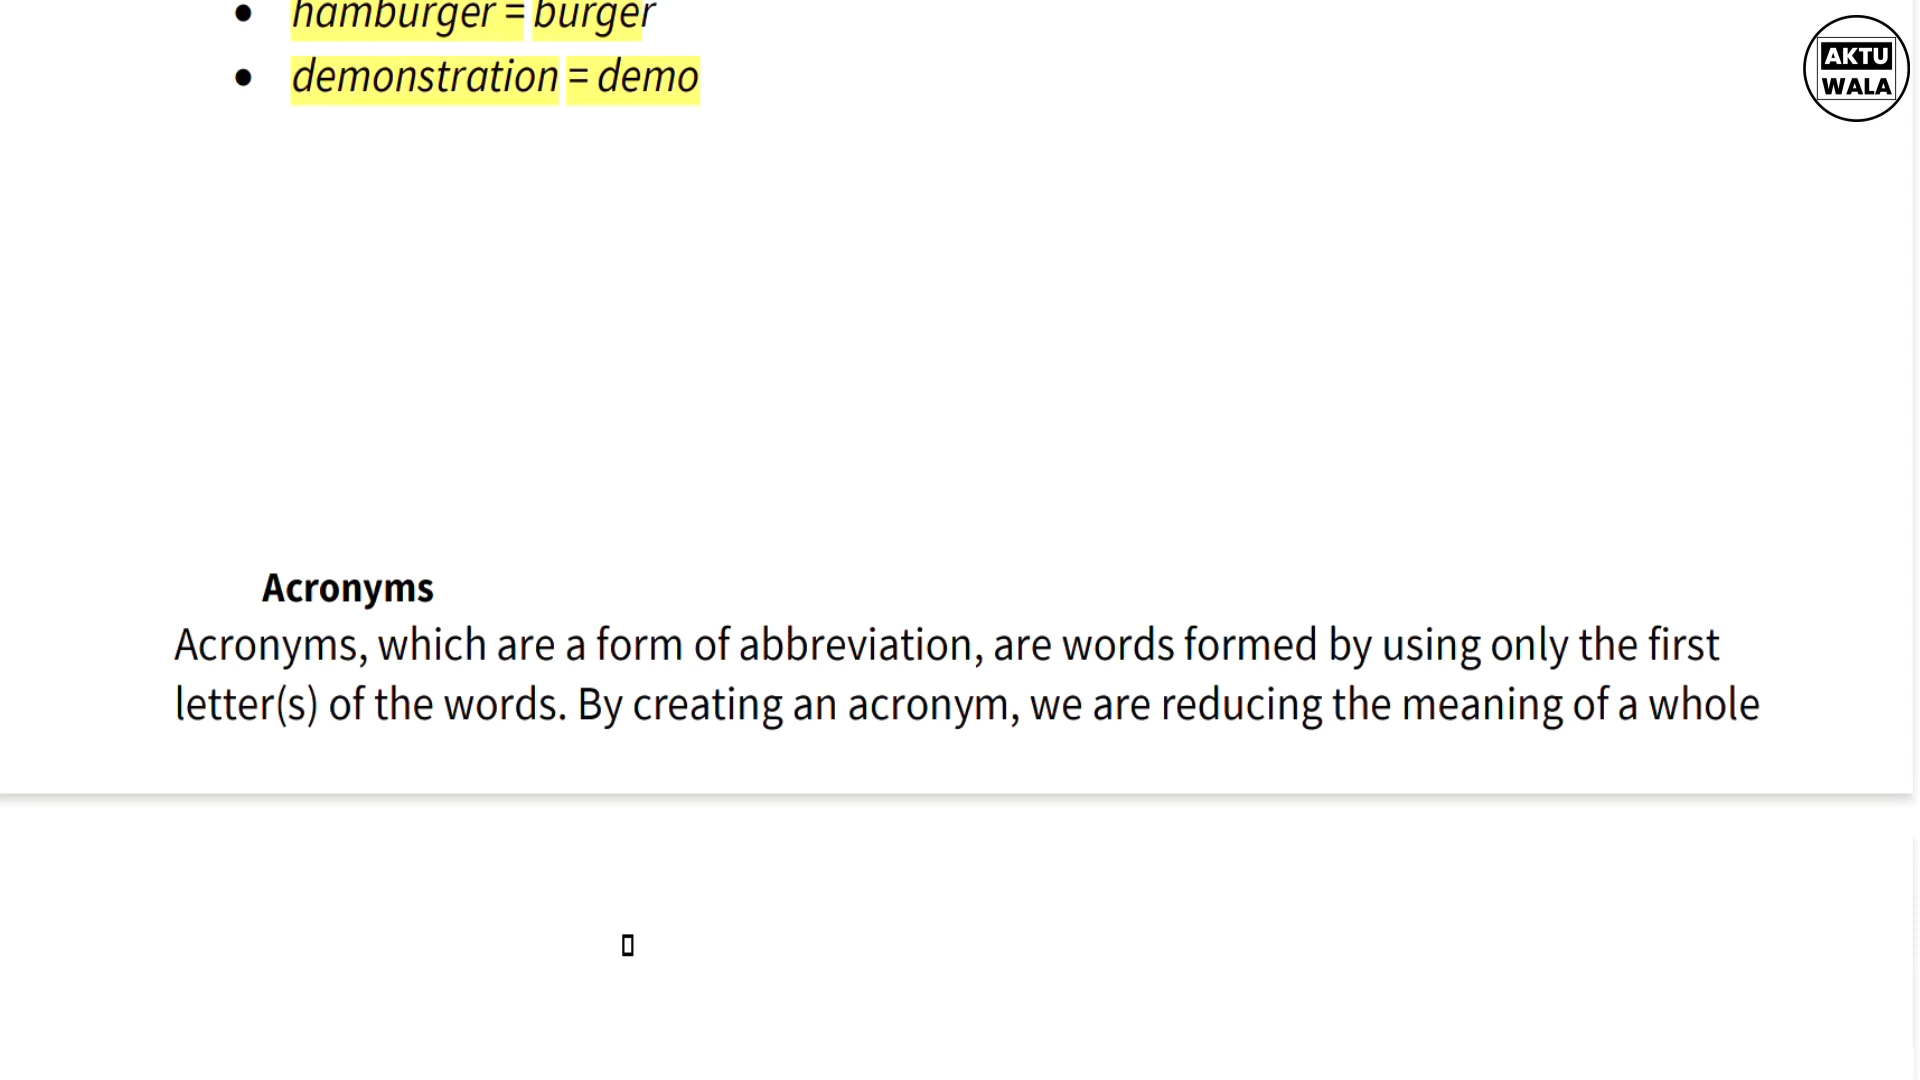 • hamburger = burger
• demonstration = demo
AKTU
WALA
Acronyms
Acronyms, which are a form of abbreviation, are words formed by using only the first
letter(s) of the words. By creating an acronym, we are reducing the meaning of a whole